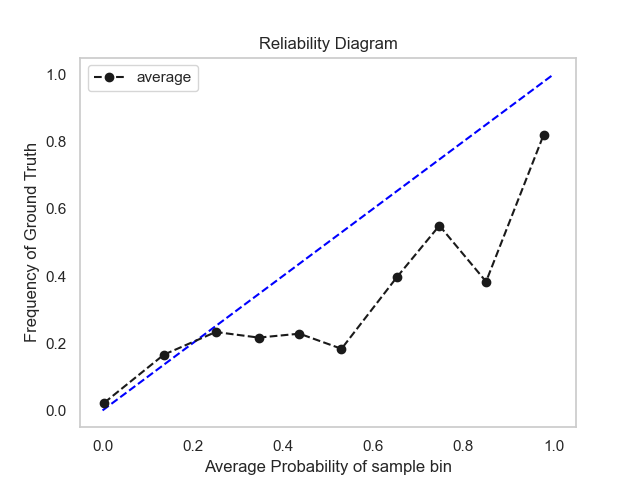 Reliability Diagram
average
Frequency of Ground Truth
1.0
0.8
0.6
0.4
0.2
0.0
0.0 0.2 0.4 0.6 0.8 1.0
Average Probability of sample bin